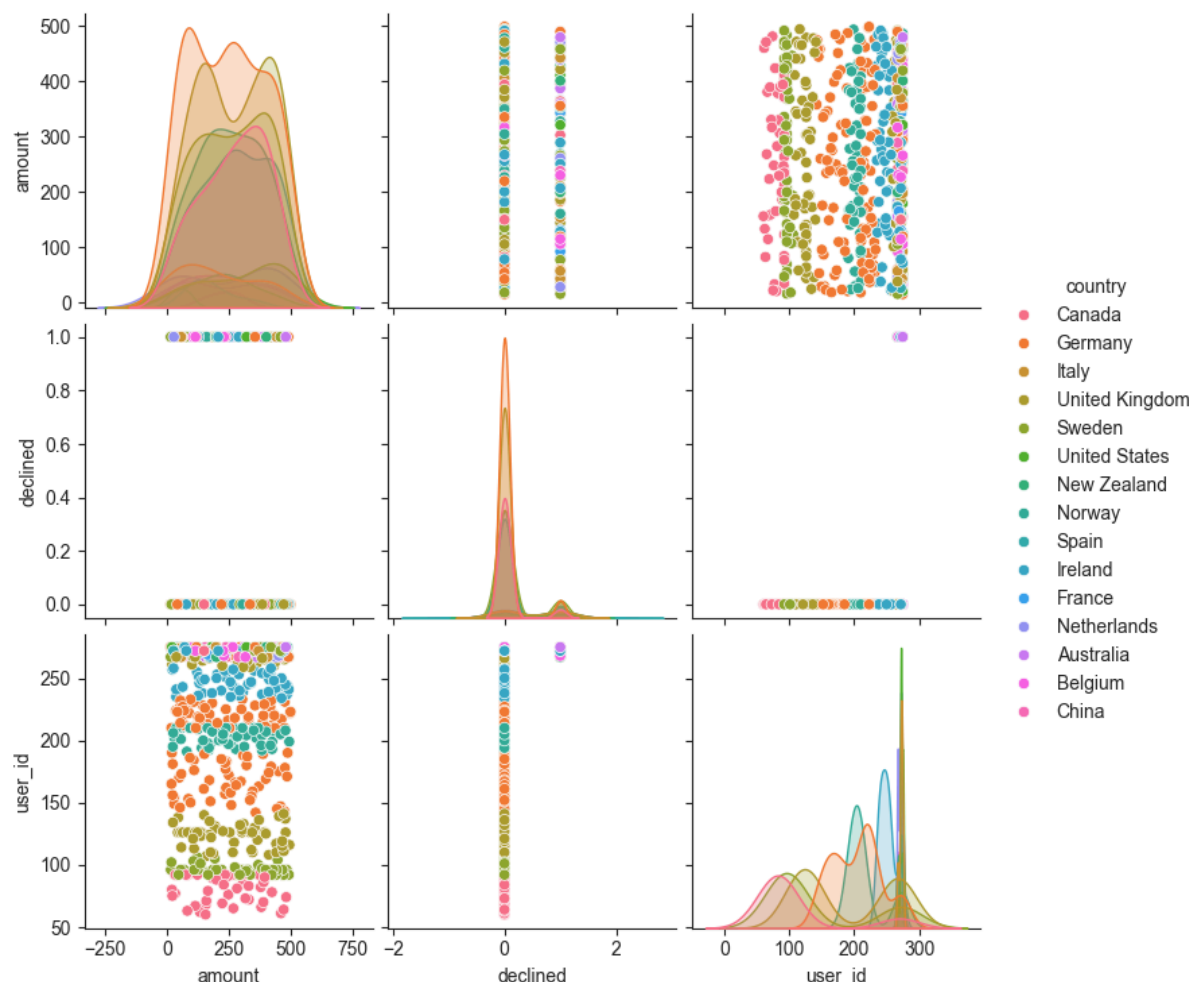 500
400
300
200
100
0
amount
1.0
0.8
0.6
0.4
0.2
0.0
declined
250
200
150
100
50
user_id
−250 0 250 500 750
amount
−2 0 2
declined
0 100 200 300
user_id
country
Canada
Germany
Italy
United Kingdom
Sweden
United States
New Zealand
Norway
Spain
Ireland
France
Netherlands
Australia
Belgium
China